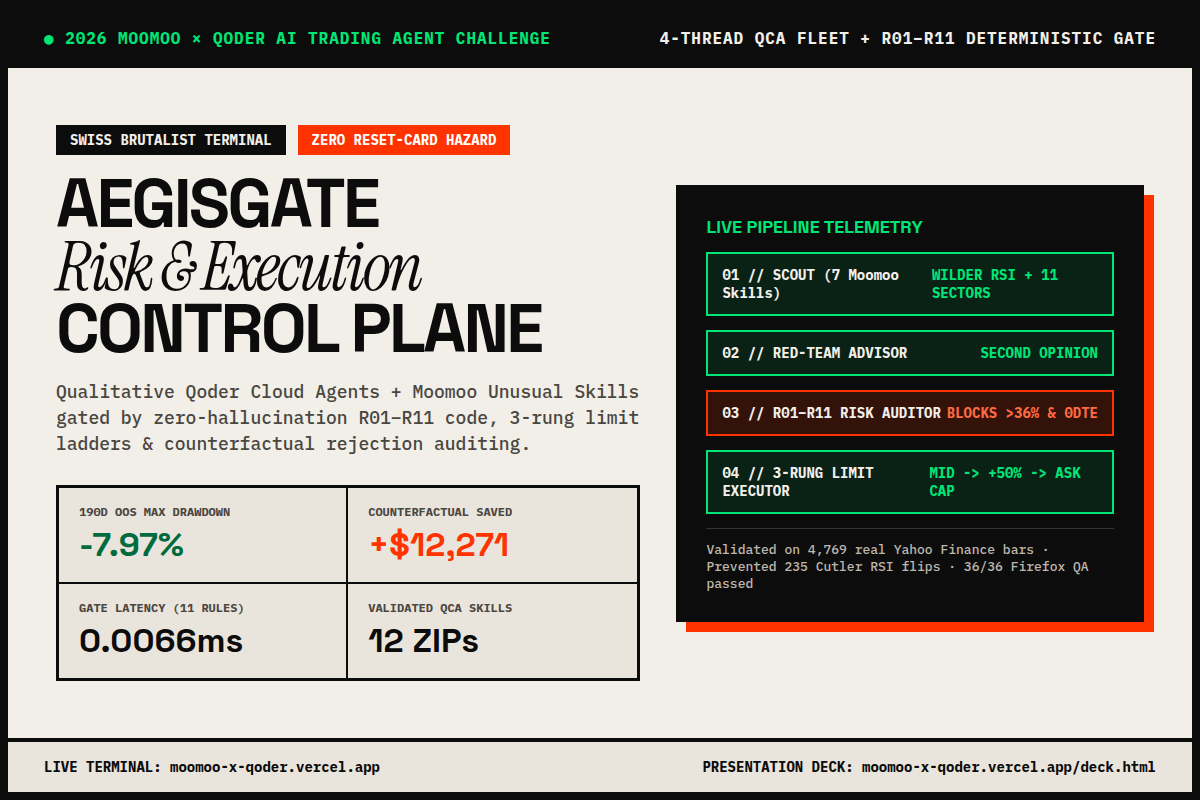 ● 2026 MOOMOO × QODER AI TRADING AGENT CHALLENGE
4-THREAD QCA FLEET + R01–R11 DETERMINISTIC GATE
SWISS BRUTALIST TERMINAL
ZERO RESET-CARD HAZARD
AEGISGATE
Risk & Execution
CONTROL PLANE
Qualitative Qoder Cloud Agents + Moomoo Unusual Skills
gated by zero-hallucination R01–R11 code, 3-rung limit
ladders & counterfactual rejection auditing.
190D OOS MAX DRAWDOWN
-7.97%
COUNTERFACTUAL SAVED
+$12,271
GATE LATENCY (11 RULES)
0.0066ms
VALIDATED QCA SKILLS
12 ZIPs
LIVE PIPELINE TELEMETRY
01 // SCOUT (7 Moomoo
Skills)
WILDER RSI + 11
SECTORS
02 // RED-TEAM ADVISOR
SECOND OPINION
03 // R01–R11 RISK AUDITOR
BLOCKS >36% & 0DTE
04 // 3-RUNG LIMIT
EXECUTOR
MID -> +50% -> ASK
CAP
Validated on 4,769 real Yahoo Finance bars ·
Prevented 235 Cutler RSI flips · 36/36 Firefox QA
passed
LIVE TERMINAL: moomoo-x-qoder.vercel.app
PRESENTATION DECK: moomoo-x-qoder.vercel.app/deck.html